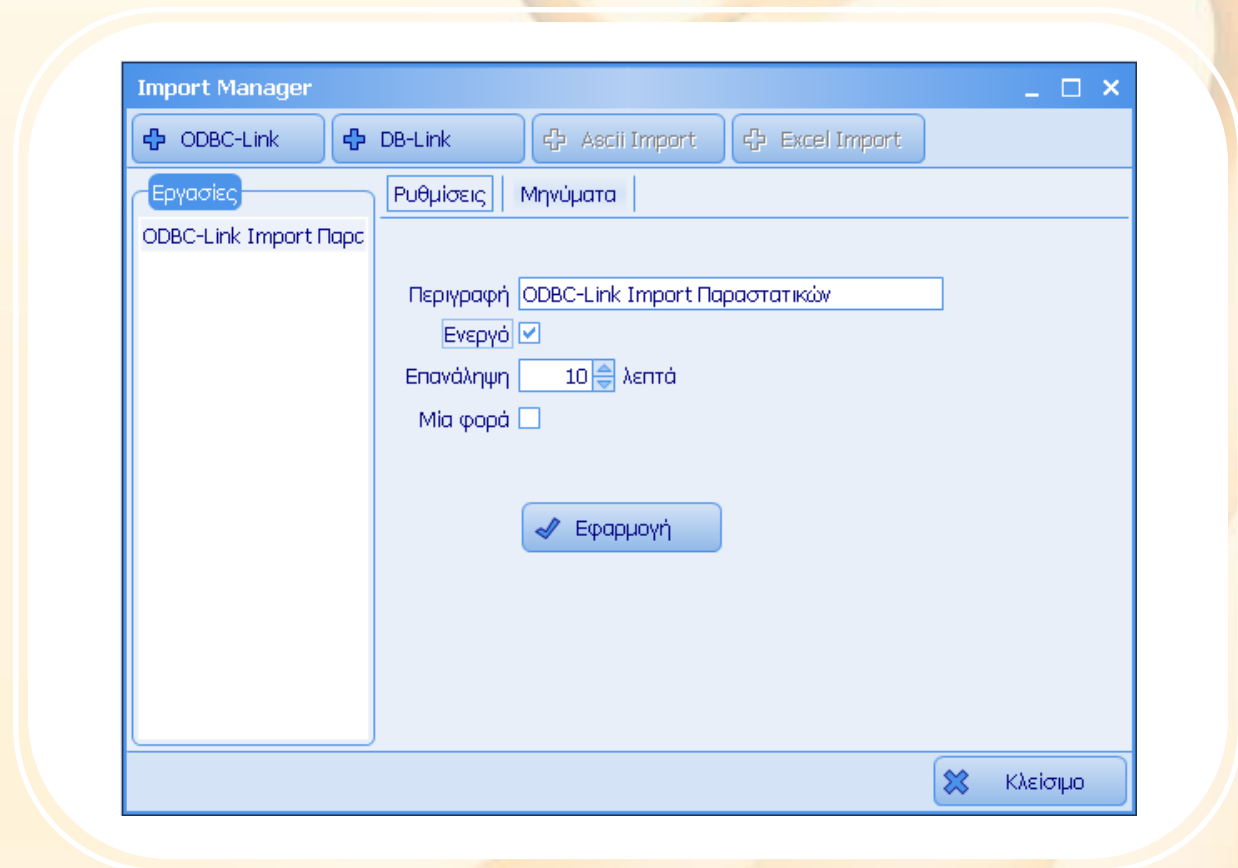 Import Manager
ODBC-Link DB-Link Ascii Import Excel Import
Εργασίες Ρυθμίσεις Μηνύματα
ODBC-Link Import Παρα
Περιγραφή ODBC-Link Import Παραστατικών
Ενεργό
Επανάληψη 10 λεπτά
Μία φορά
Εφαρμογή
Κλείσιμο